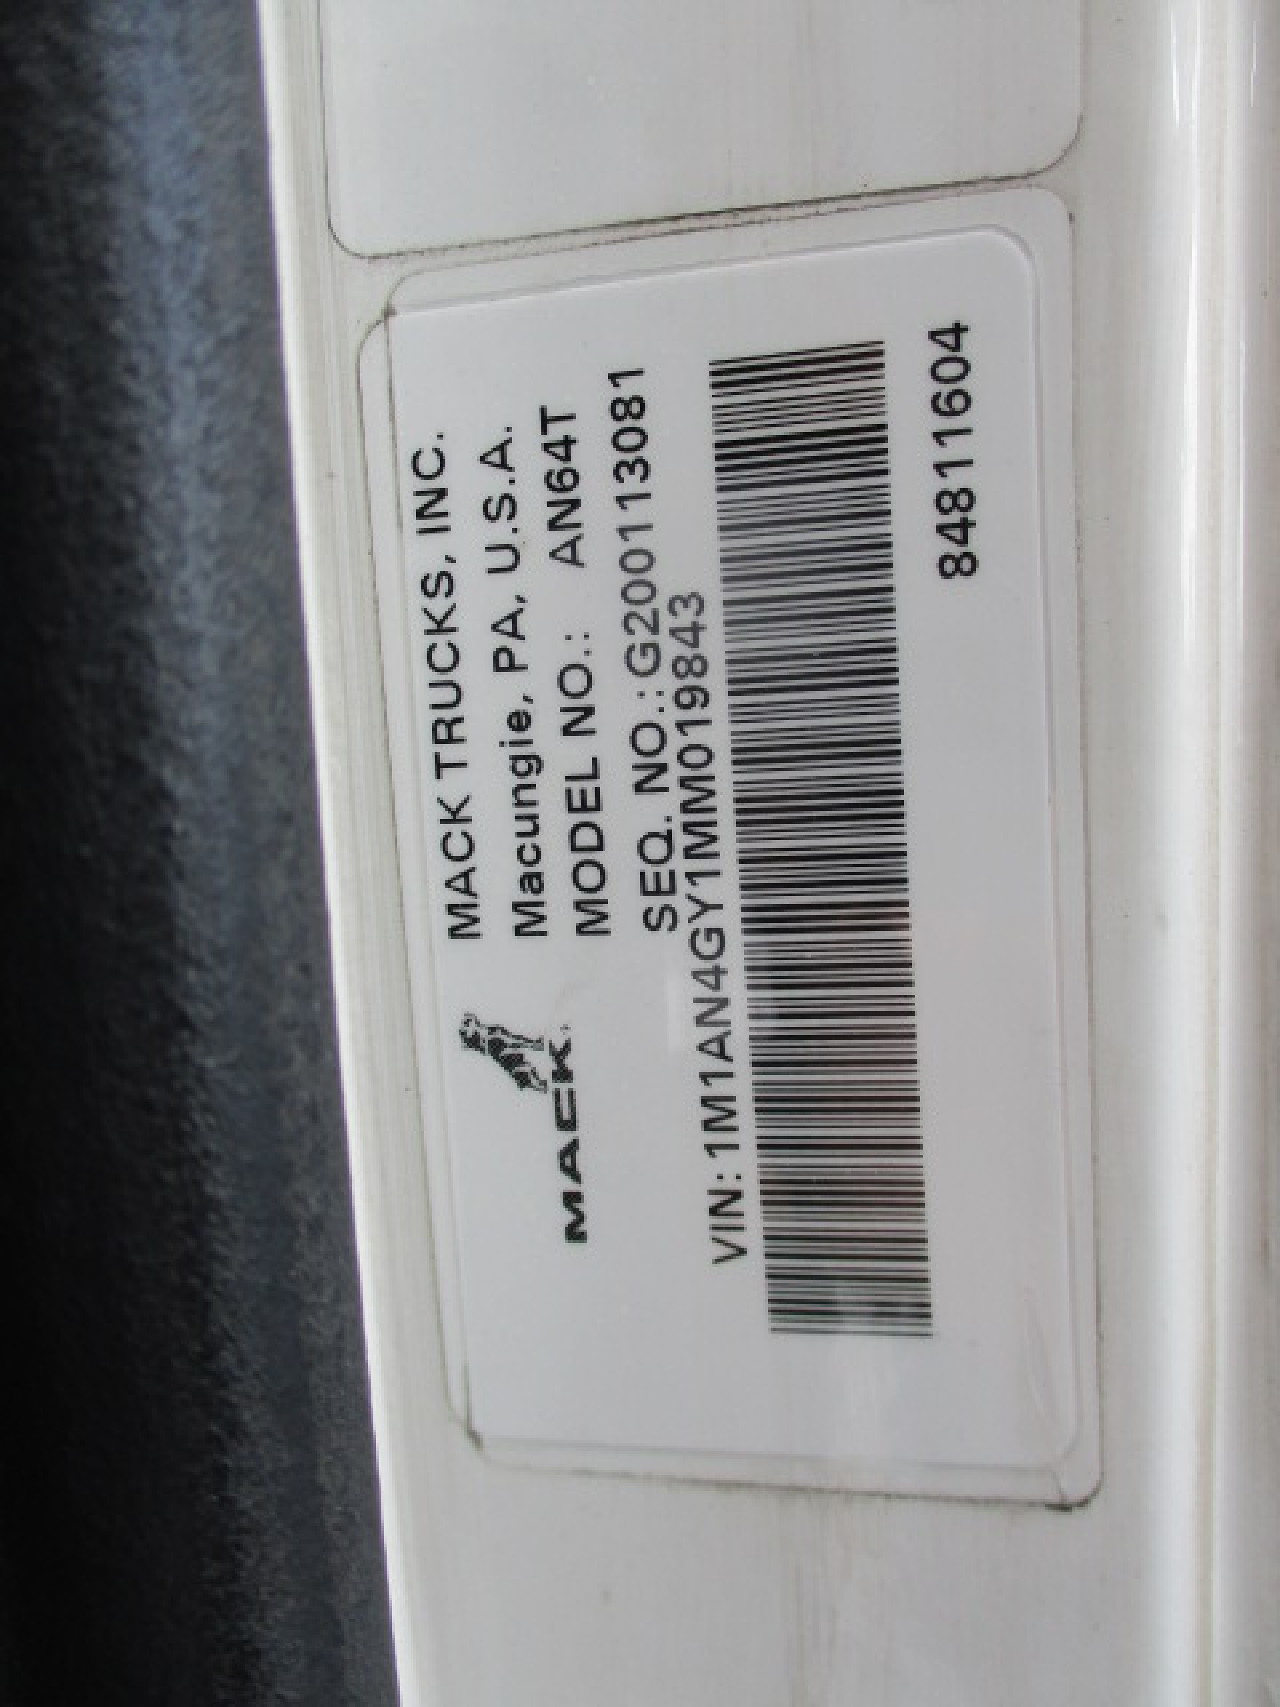 MACK TRUCKS, INC.
Macungie, PA, U.S.A.
MODEL NO.: AN64T
SEQ. NO.:G200113081
MACK
VIN:1M1AN4GY1MM019843
84811604